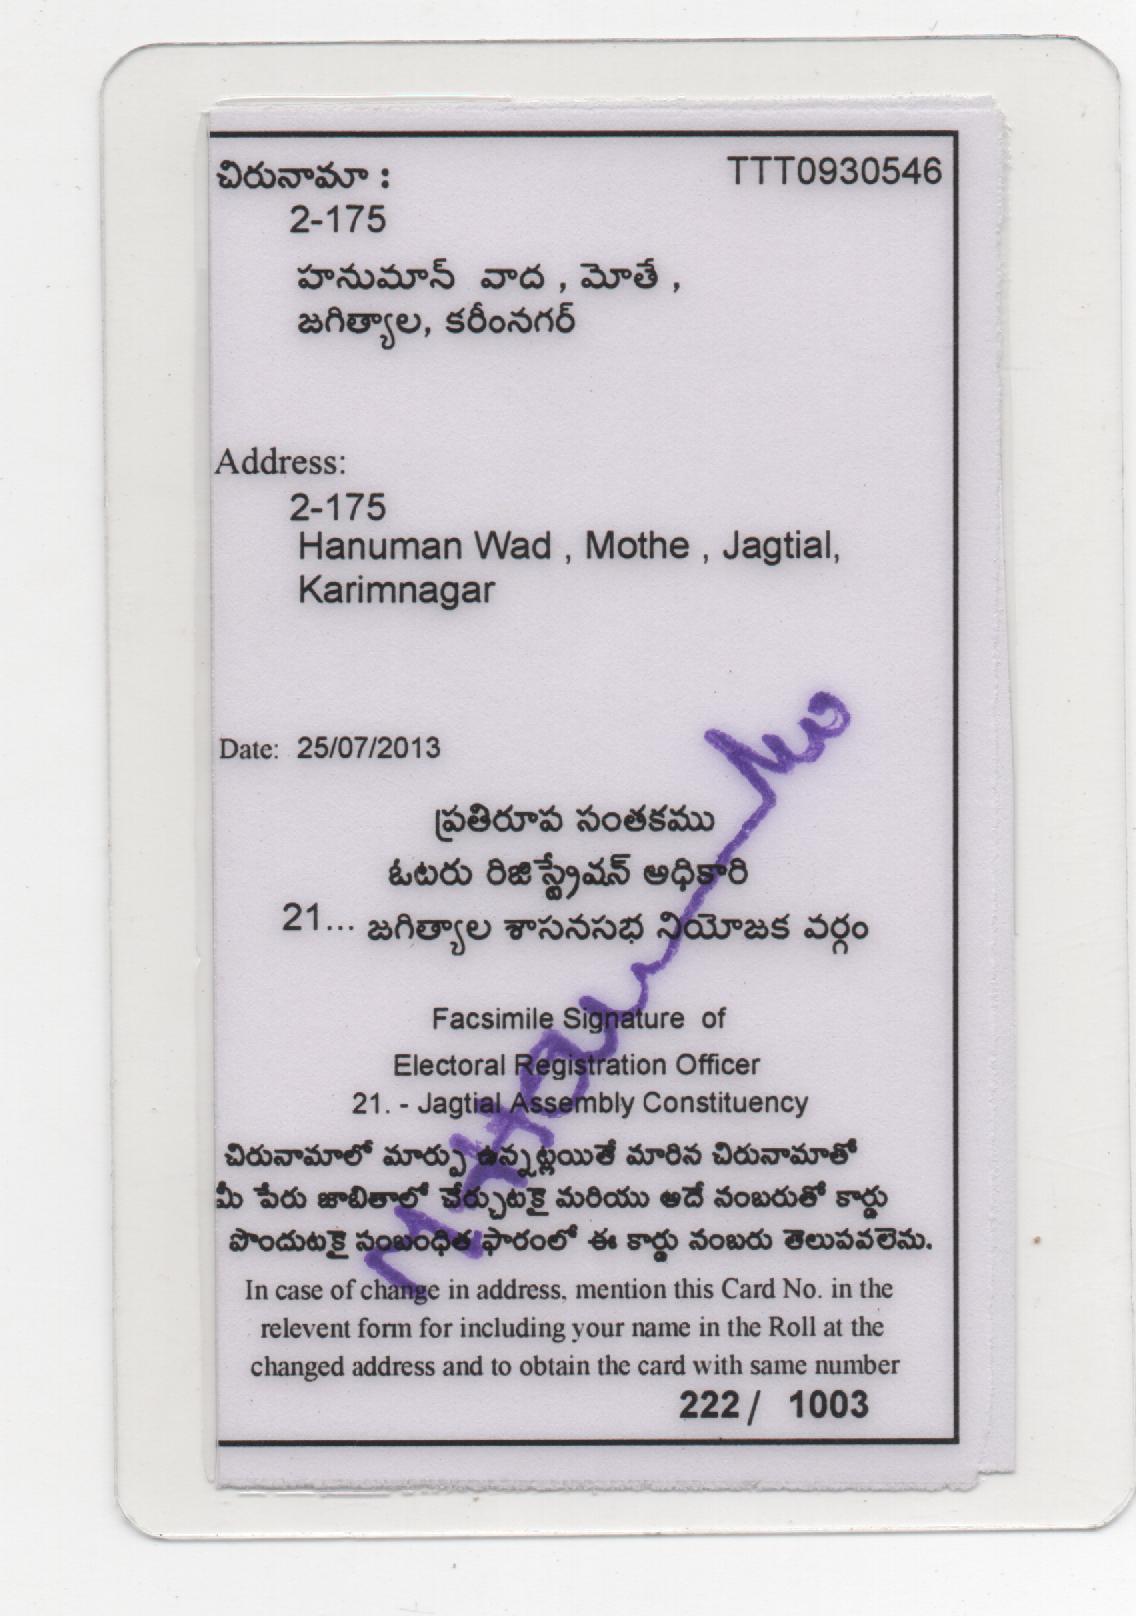 చిరునామా : TTT0930546
2-175
హనుమాన్ వాద , మోతే ,
జగిత్యాల, కరీంనగర్
Address:
2-175
Hanuman Wad , Mothe , Jagtial,
Karimnagar
Date: 25/07/2013
ప్రతిరూప సంతకము
ఓటరు రిజిస్ట్రేషన్ అధికారి
21... జగిత్యాల శాసనసభ నియోజక వర్గం
Facsimile Signature of
Electoral Registration Officer
21. - Jagtial Assembly Constituency
చిరునామాలో మార్పు ఉన్నట్లయితే మారిన చిరునామాతో
మీ పేరు జాబితాలో చేర్చుటకై మరియు అదే నంబరుతో కార్డు
పొందుటకై సంబంధిత ఫారంలో ఈ కార్డు నంబరు తెలుపవలెను.
In case of change in address, mention this Card No. in the
relevent form for including your name in the Roll at the
changed address and to obtain the card with same number
222 / 1003